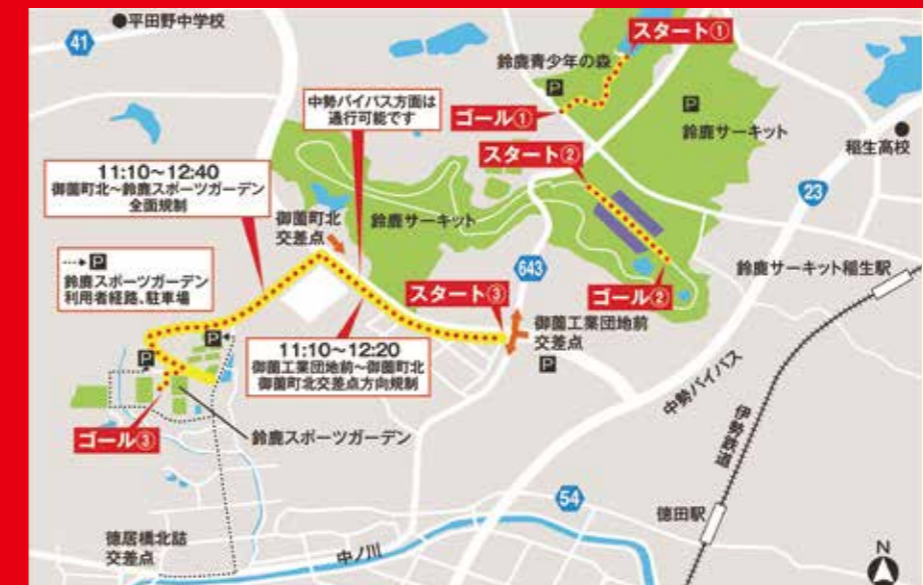 ●平田野中学校
41
スタート①
鈴鹿青少年の森
P
P
ゴール①
鈴鹿サーキット
中勢バイパス方面は
通行可能です
スタート②
稲生高校
11:10～12:40
御薗町北～鈴鹿スポーツガーデン
全面規制
23
御薗町北
交差点
鈴鹿サーキット
643
鈴鹿サーキット稲生駅
P
鈴鹿スポーツガーデン
利用者経路、駐車場
スタート③
ゴール②
御薗工業団地前
交差点
P
P
P
11:10～12:20
御薗工業団地前～御薗町北
御薗町北交差点方向規制
中勢バイパス
伊勢鉄道
ゴール③
鈴鹿スポーツガーデン
54
徳田駅
徳居橋北詰
交差点
中ノ川
N